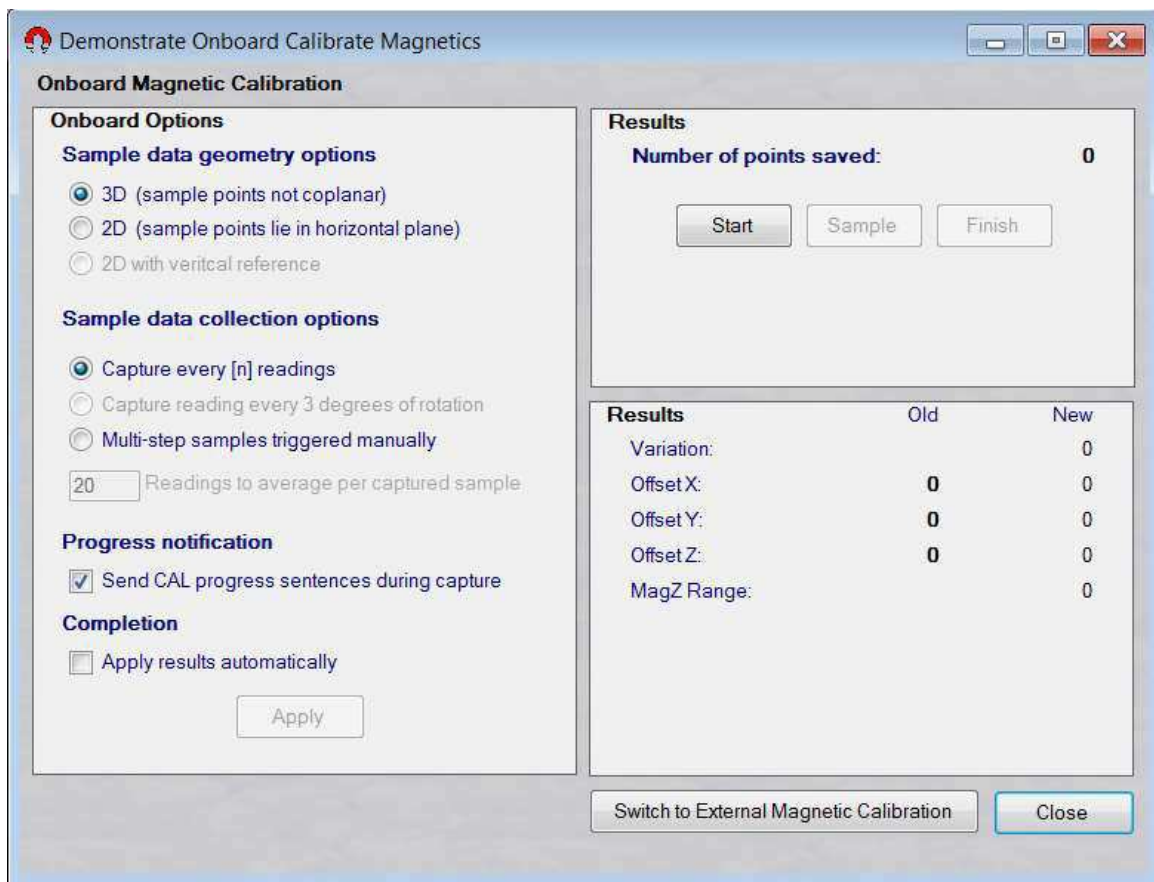 Demonstrate Onboard Calibrate Magnetics
Onboard Magnetic Calibration
Onboard Options
Sample data geometry options
3D (sample points not coplanar)
2D (sample points lie in horizontal plane)
2D with veritcal reference
Sample data collection options
Capture every [n] readings
Capture reading every 3 degrees of rotation
Multi-step samples triggered manually
20 Readings to average per captured sample
Progress notification
Send CAL progress sentences during capture
Completion
Apply results automatically
Apply
Results
Number of points saved: 0
Start Sample Finish
Results Old New
Variation: 0
Offset X: 0 0
Offset Y: 0 0
Offset Z: 0 0
MagZ Range: 0
Switch to External Magnetic Calibration Close